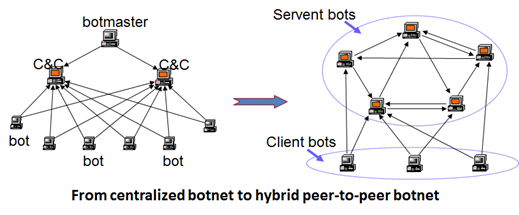 botmaster
C&C
C&C
bot
bot
bot
Servent bots
Client bots
From centralized botnet to hybrid peer-to-peer botnet